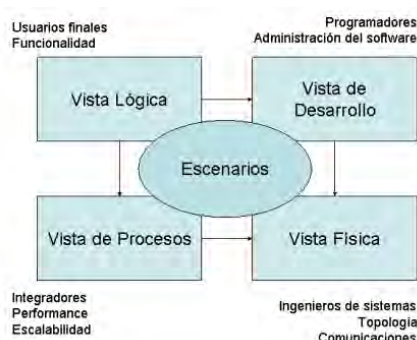 Usuarios finales
Funcionalidad
Programadores
Administración del software
Vista Lógica
Vista de
Desarrollo
Escenarios
Vista de Procesos
Vista Física
Integradores
Performance
Escalabilidad
Ingenieros de sistemas
Topología
Comunicaciones